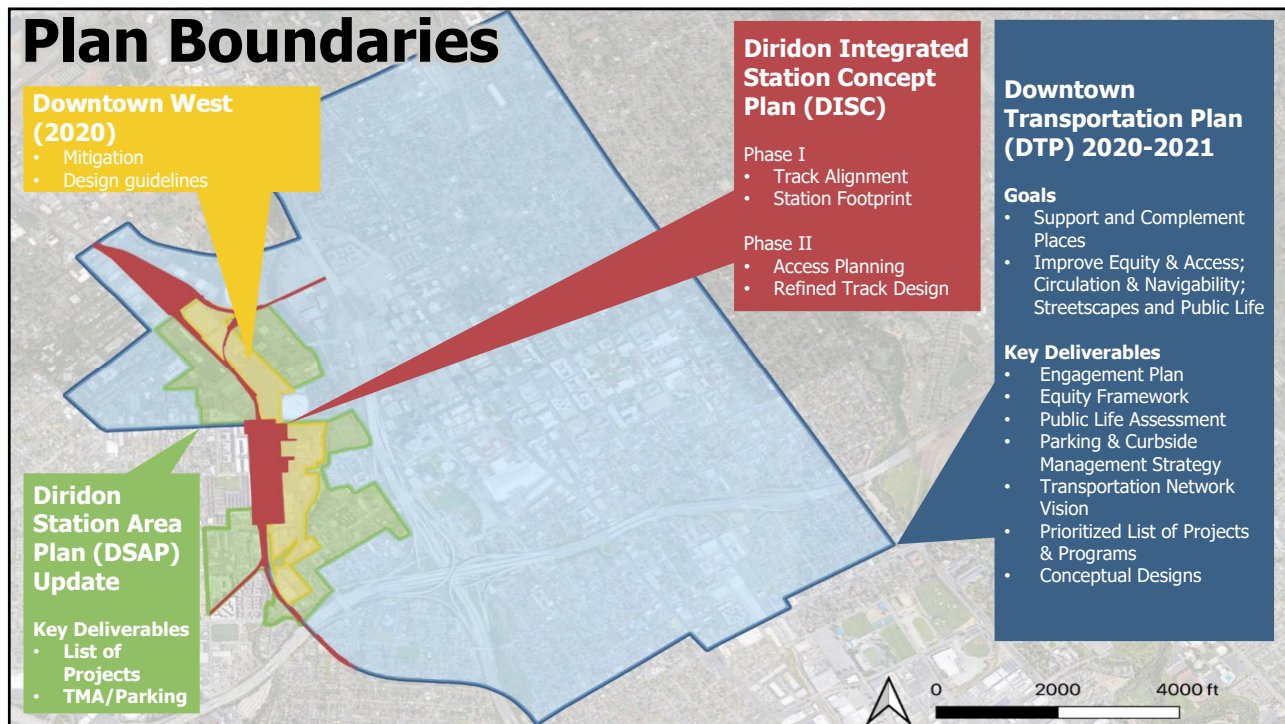 Plan Boundaries
Downtown West
(2020)
• Mitigation
• Design guidelines
Diridon Integrated
Station Concept
Plan (DISC)
Phase I
• Track Alignment
• Station Footprint
Phase II
• Access Planning
• Refined Track Design
Downtown
Transportation Plan
(DTP) 2020-2021
Goals
• Support and Complement
Places
• Improve Equity & Access;
Circulation & Navigability;
Streetscapes and Public Life
Key Deliverables
• Engagement Plan
• Equity Framework
• Public Life Assessment
• Parking & Curbside
Management Strategy
• Transportation Network
Vision
• Prioritized List of Projects
& Programs
• Conceptual Designs
Diridon
Station Area
Plan (DSAP)
Update
Key Deliverables
• List of
Projects
• TMA/Parking
0 2000 4000 ft